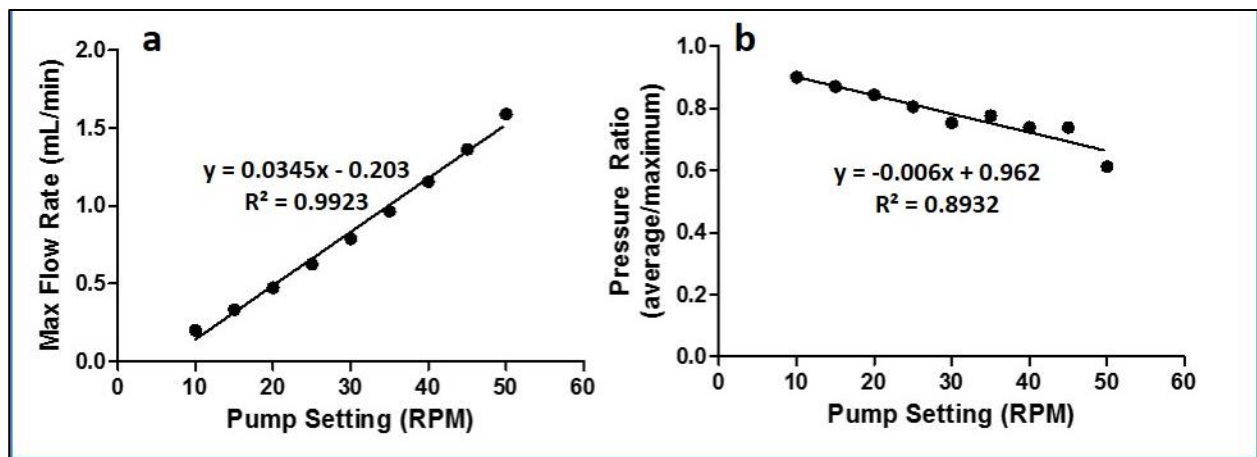 a
2.0
1.5
1.0
0.5
0.0
Max Flow Rate (mL/min)
y = 0.0345x - 0.203
R² = 0.9923
0 10 20 30 40 50 60
Pump Setting (RPM)
b
1.0
0.8
0.6
0.4
0.2
0.0
Pressure Ratio
(average/maximum)
y = -0.006x + 0.962
R² = 0.8932
0 10 20 30 40 50 60
Pump Setting (RPM)